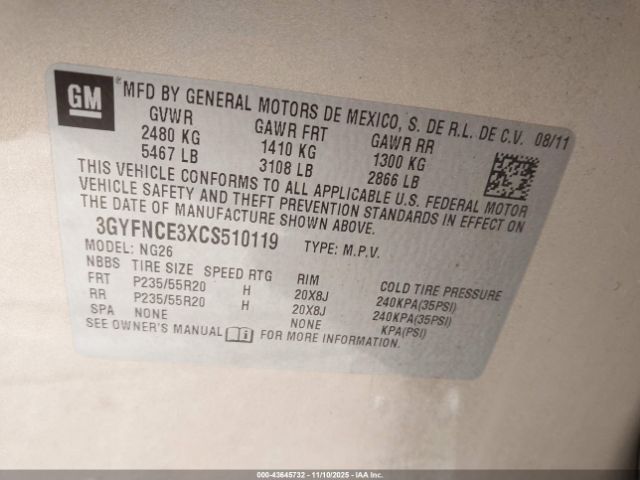 GM ® MFD BY GENERAL MOTORS DE MEXICO, S. DE R.L. DE C.V. 08/11
GVWR GAWR FRT GAWR RR
2480 KG 1410 KG 1300 KG
5467 LB 3108 LB 2866 LB
THIS VEHICLE CONFORMS TO ALL APPLICABLE U.S. FEDERAL MOTOR
VEHICLE SAFETY AND THEFT PREVENTION STANDARDS IN EFFECT ON
THE DATE OF MANUFACTURE SHOWN ABOVE.
3GYFNCE3XCS510119 TYPE: M.P.V.
MODEL: NG26
NBBS TIRE SIZE SPEED RTG RIM COLD TIRE PRESSURE
FRT P235/55R20 H 20X8J 240KPA(35PSI)
RR P235/55R20 H 20X8J 240KPA(35PSI)
SPA NONE NONE KPA(PSI)
SEE OWNER'S MANUAL FOR MORE INFORMATION.
000-43645732 - 11/10/2025 - IAA Inc.